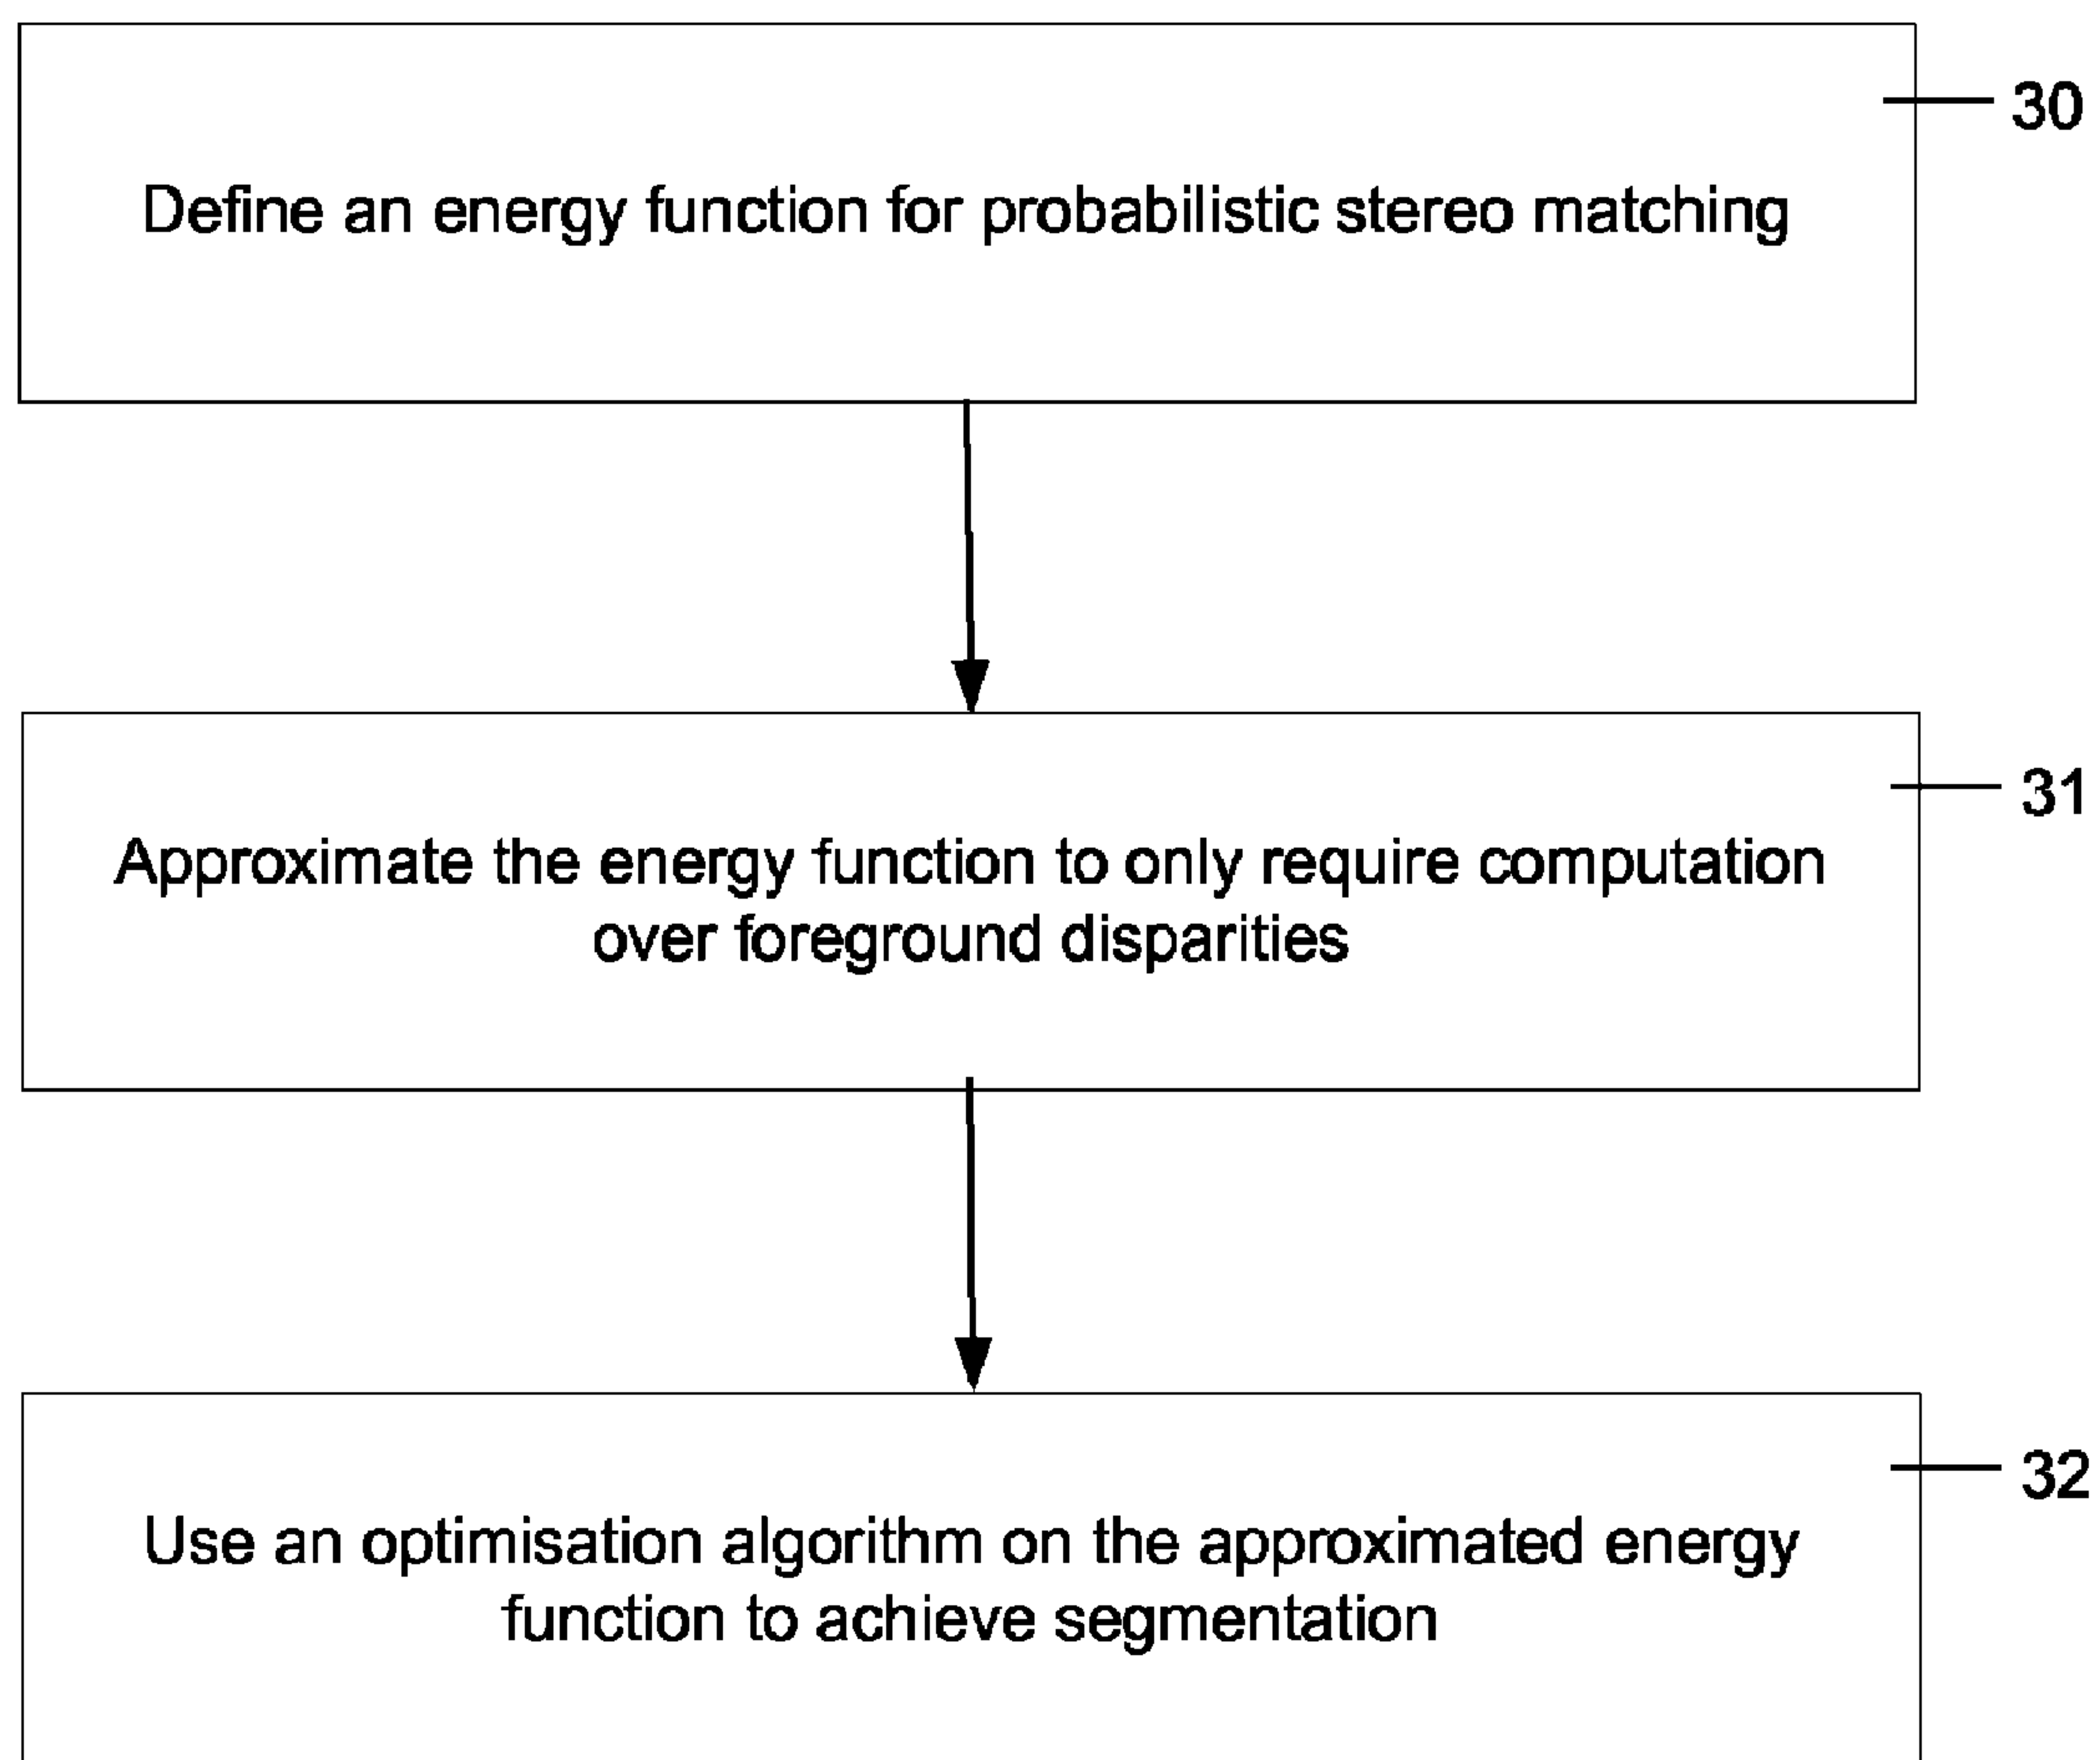 30
Define an energy function for probabilistic stereo matching
31
Approximate the energy function to only require computation
over foreground disparities
32
Use an optimisation algorithm on the approximated energy
function to achieve segmentation